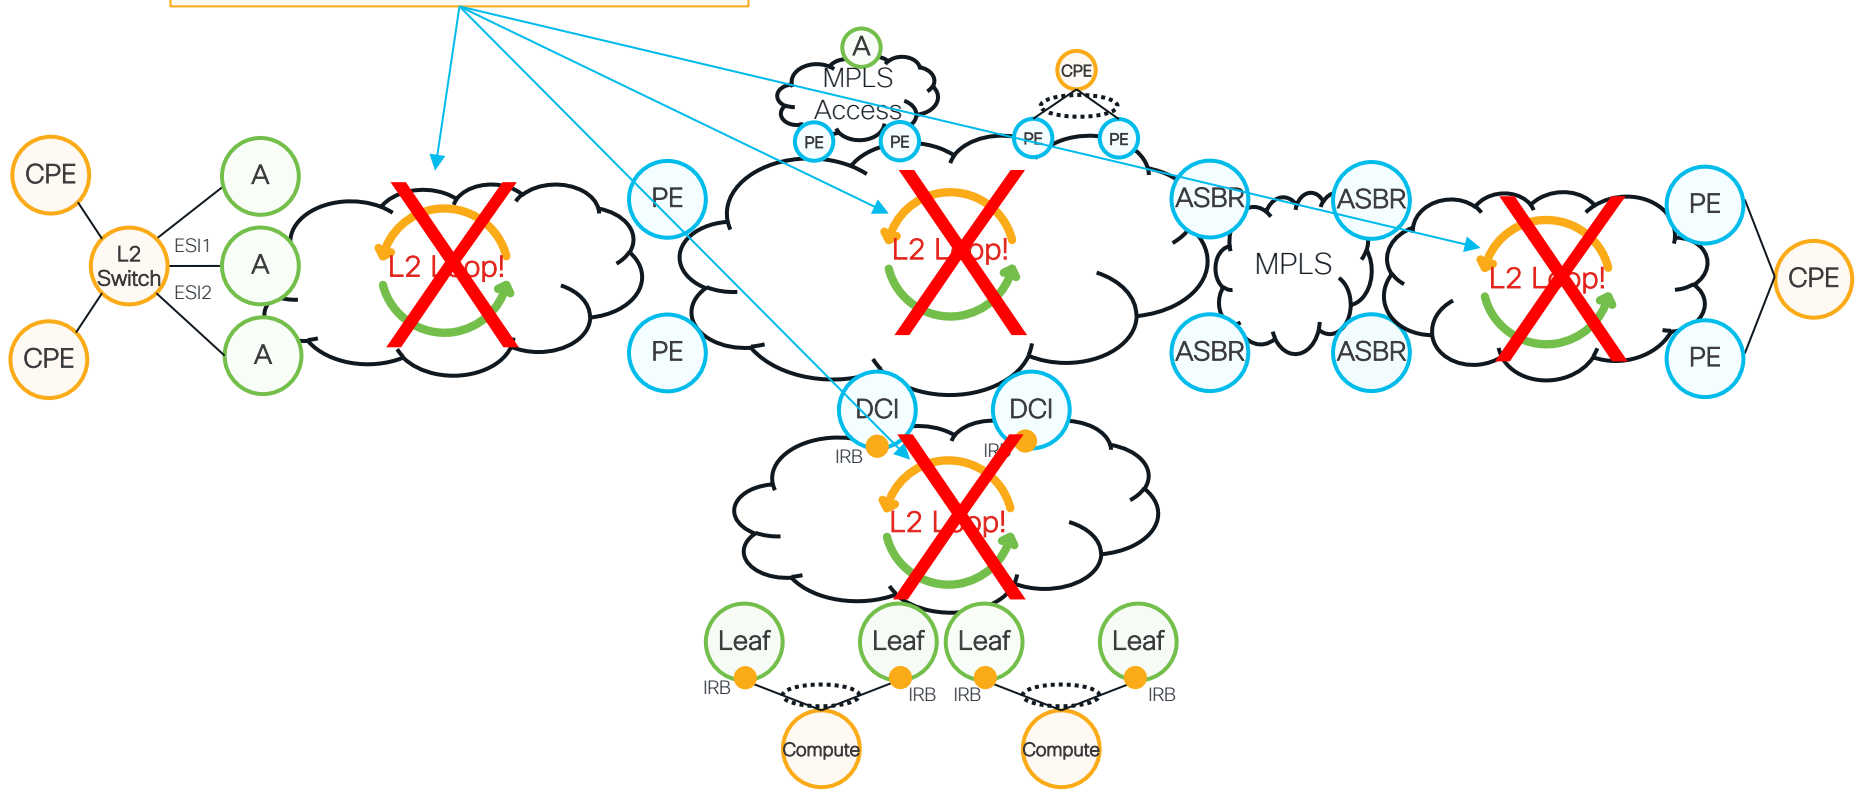 A
MPLS
Access
CPE
PE
PE
PE
PE
CPE
A
PE
ASBR
ASBR
PE
L2
Switch
ESI1
ESI2
A
L2 Loop!
L2 Loop!
MPLS
L2 Loop!
CPE
CPE
A
PE
ASBR
ASBR
PE
DCI
DCI
IRB
IRB
L2 Loop!
Leaf
Leaf
Leaf
Leaf
IRB
IRB
IRB
IRB
Compute
Compute